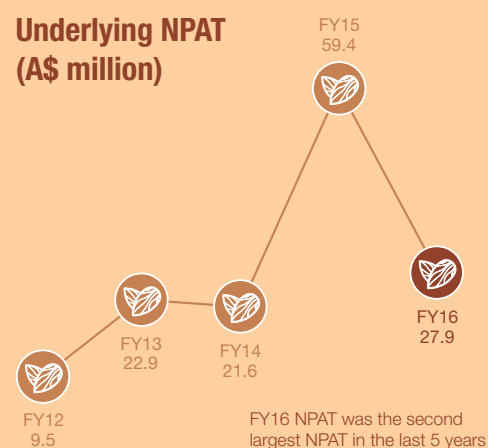 Underlying NPAT
(A$ million)
FY15
59.4
FY16
27.9
FY13
22.9
FY14
21.6
FY12
9.5
FY16 NPAT was the second
largest NPAT in the last 5 years